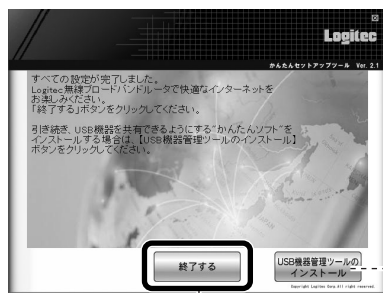 Logitec
かんたんセットアップツール Ver. 2.1
すべての設定が完了しました。
Logitec無線ブロードバンドルータで快適なインターネットを
お楽しみください。
「終了する」ボタンをクリックしてください。
引き続き、USB機器を共有できるようにする"かんたんソフト"を
インストールする場合は、【USB機器管理ツールのインストール】
ボタンをクリックしてください。
終了する
USB機器管理ツールの
インストール
Copyright Logitec Corp. All right reserved.